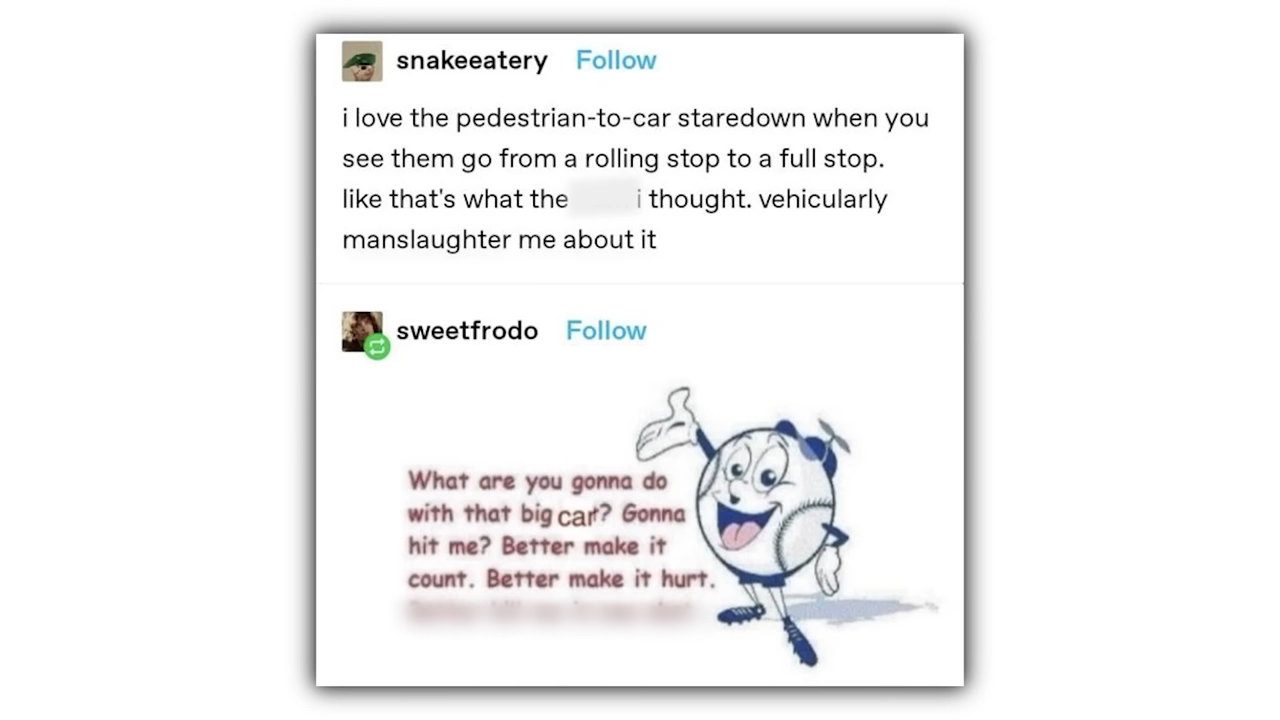 snakeeatery Follow
i love the pedestrian-to-car staredown when you
see them go from a rolling stop to a full stop.
like that's what the i thought. vehicularly
manslaughter me about it
sweetfrodo Follow
What are you gonna do
with that big car? Gonna
hit me? Better make it
count. Better make it hurt.